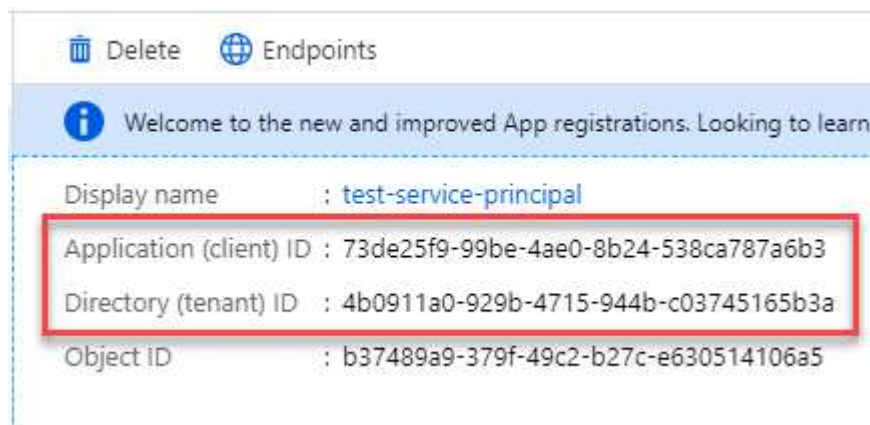 Delete Endpoints
Welcome to the new and improved App registrations. Looking to learn
Display name : test-service-principal
Application (client) ID : 73de25f9-99be-4ae0-8b24-538ca787a6b3
Directory (tenant) ID : 4b0911a0-929b-4715-944b-c03745165b3a
Object ID : b37489a9-379f-49c2-b27c-e630514106a5